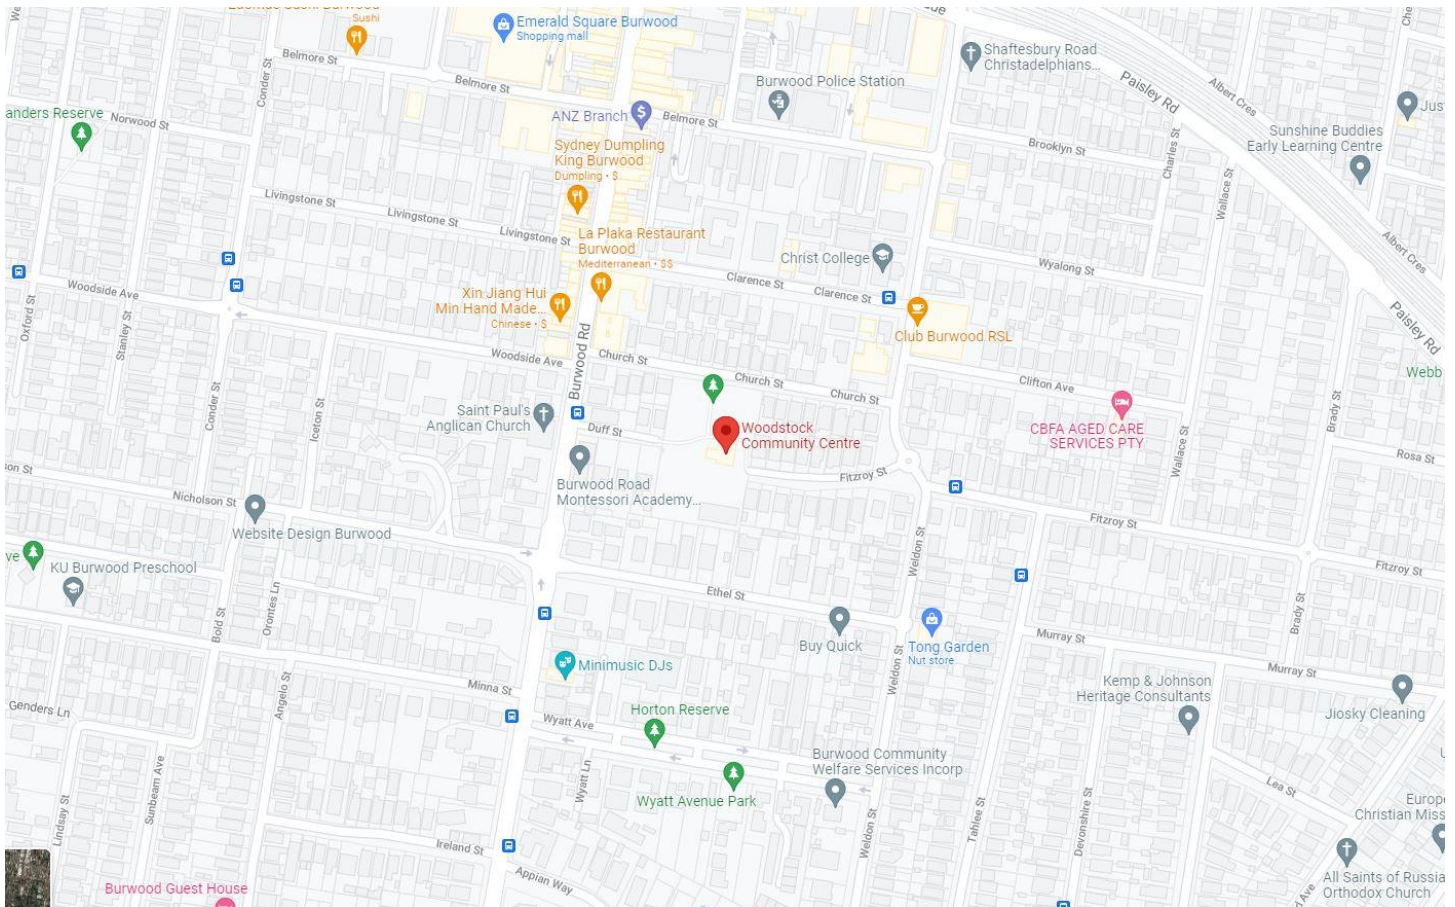 Sushi
Emerald Square Burwood
Shopping mall
Shaftesbury Road
Christadelphians...
Belmore St
Conder St
Belmore St
Burwood Police Station
Paisley Rd
Albert Cres
anders Reserve
Norwood St
ANZ Branch
Belmore St
Brooklyn St
Charles St
Sunshine Buddies
Early Learning Centre
Sydney Dumpling
King Burwood
Dumpling • $
Livingstone St
Livingstone St
Wallace St
La Plaka Restaurant
Burwood
Mediterranean • $$
Christ College
Clarence St
Clarence St
Wyalong St
Albert Cres
Woodside Ave
Oxford St
Stanley St
Xin Jiang Hui
Min Hand Made...
Chinese • $
Club Burwood RSL
Paisley Rd
Woodside Ave
Burwood Rd
Church St
Church St
Church St
Clifton Ave
Webb
Conder St
Iceton St
Saint Paul's
Anglican Church
Duff St
Woodstock
Community Centre
CBFA AGED CARE
SERVICES PTY
Brady St
Wallace St
Rosa St
son St
Nicholson St
Burwood Road
Montessori Academy...
Fitzroy St
Fitzroy St
Website Design Burwood
Weldon St
Fitzroy St
ve
KU Burwood Preschool
Bold St
Orontes Ln
Ethel St
Buy Quick
Tong Garden
Nut store
Murray St
Brady St
Murray St
Minimusic DJs
Minna St
Angelo St
Weldon St
Kemp & Johnson
Heritage Consultants
Jiosky Cleaning
Genders Ln
Horton Reserve
Wyatt Ave
Burwood Community
Welfare Services Incorp
Wyatt Ln
Wyatt Avenue Park
Lindsay St
Sunbeam Ave
Lea St
Europe
Christian Miss
Weldon St
Tahlee St
Devonshire St
Ireland St
Appian Way
Burwood Guest House
All Saints of Russia
Orthodox Church